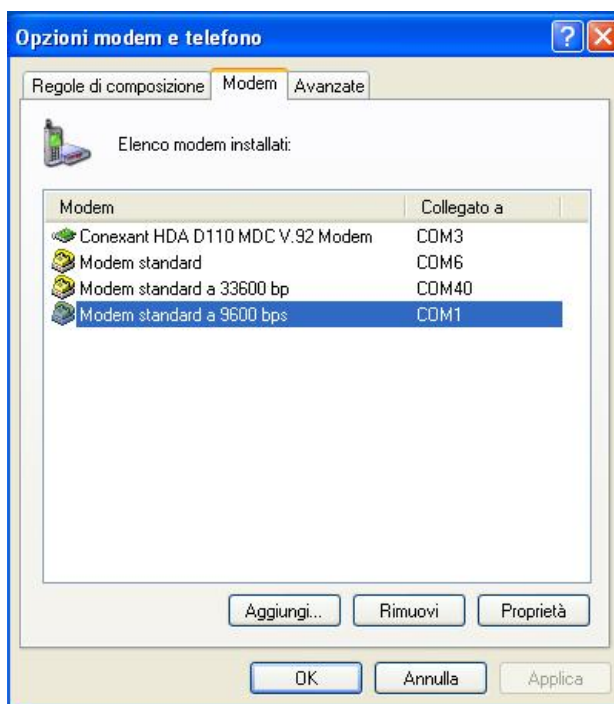 Opzioni modem e telefono
Regole di composizione Modem Avanzate
Elenco modem installati:
Modem Collegato a
Conexant HDA D110 MDC V.92 Modem COM3
Modem standard COM6
Modem standard a 33600 bp COM40
Modem standard a 9600 bps COM1
Aggiungi... Rimuovi Proprietà
OK Annulla Applica